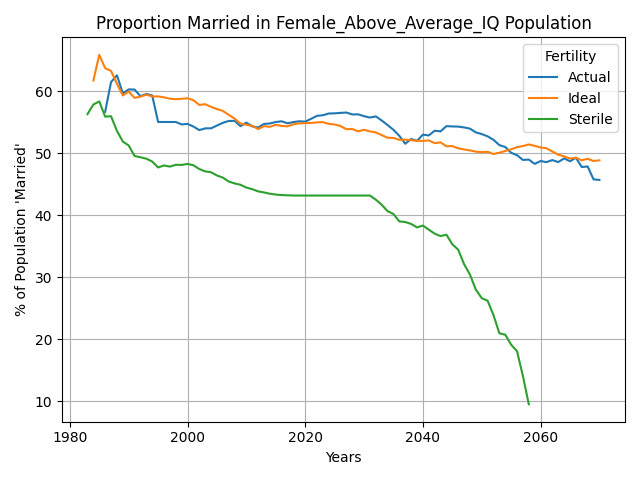 Proportion Married in Female_Above_Average_IQ Population
Fertility
Actual
Ideal
Sterile
% of Population 'Married'
60
50
40
30
20
10
1980
2000
2020
2040
2060
Years